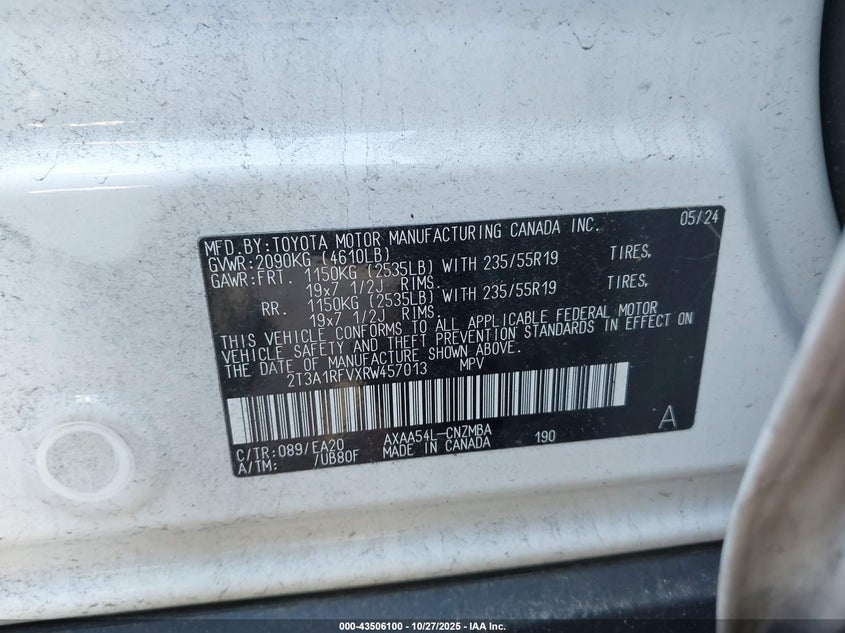 MFD.BY:TOYOTA MOTOR MANUFACTURING CANADA INC. 05/24
GVWR:2090KG (4610LB)
GAWR:FRT. 1150KG (2535LB) WITH 235/55R19 TIRES,
19x7 1/2J RIMS.
RR. 1150KG (2535LB) WITH 235/55R19 TIRES,
19x7 1/2J RIMS.
THIS VEHICLE CONFORMS TO ALL APPLICABLE FEDERAL MOTOR
VEHICLE SAFETY AND THEFT PREVENTION STANDARDS IN EFFECT ON
THE DATE OF MANUFACTURE SHOWN ABOVE.
2T3A1RFVXRW457013 MPV
C/TR:089/EA20 AXAA54L-CNZMBA 190 A
A/TM: /UB80F MADE IN CANADA
000-43506100 - 10/27/2025 - IAA Inc.